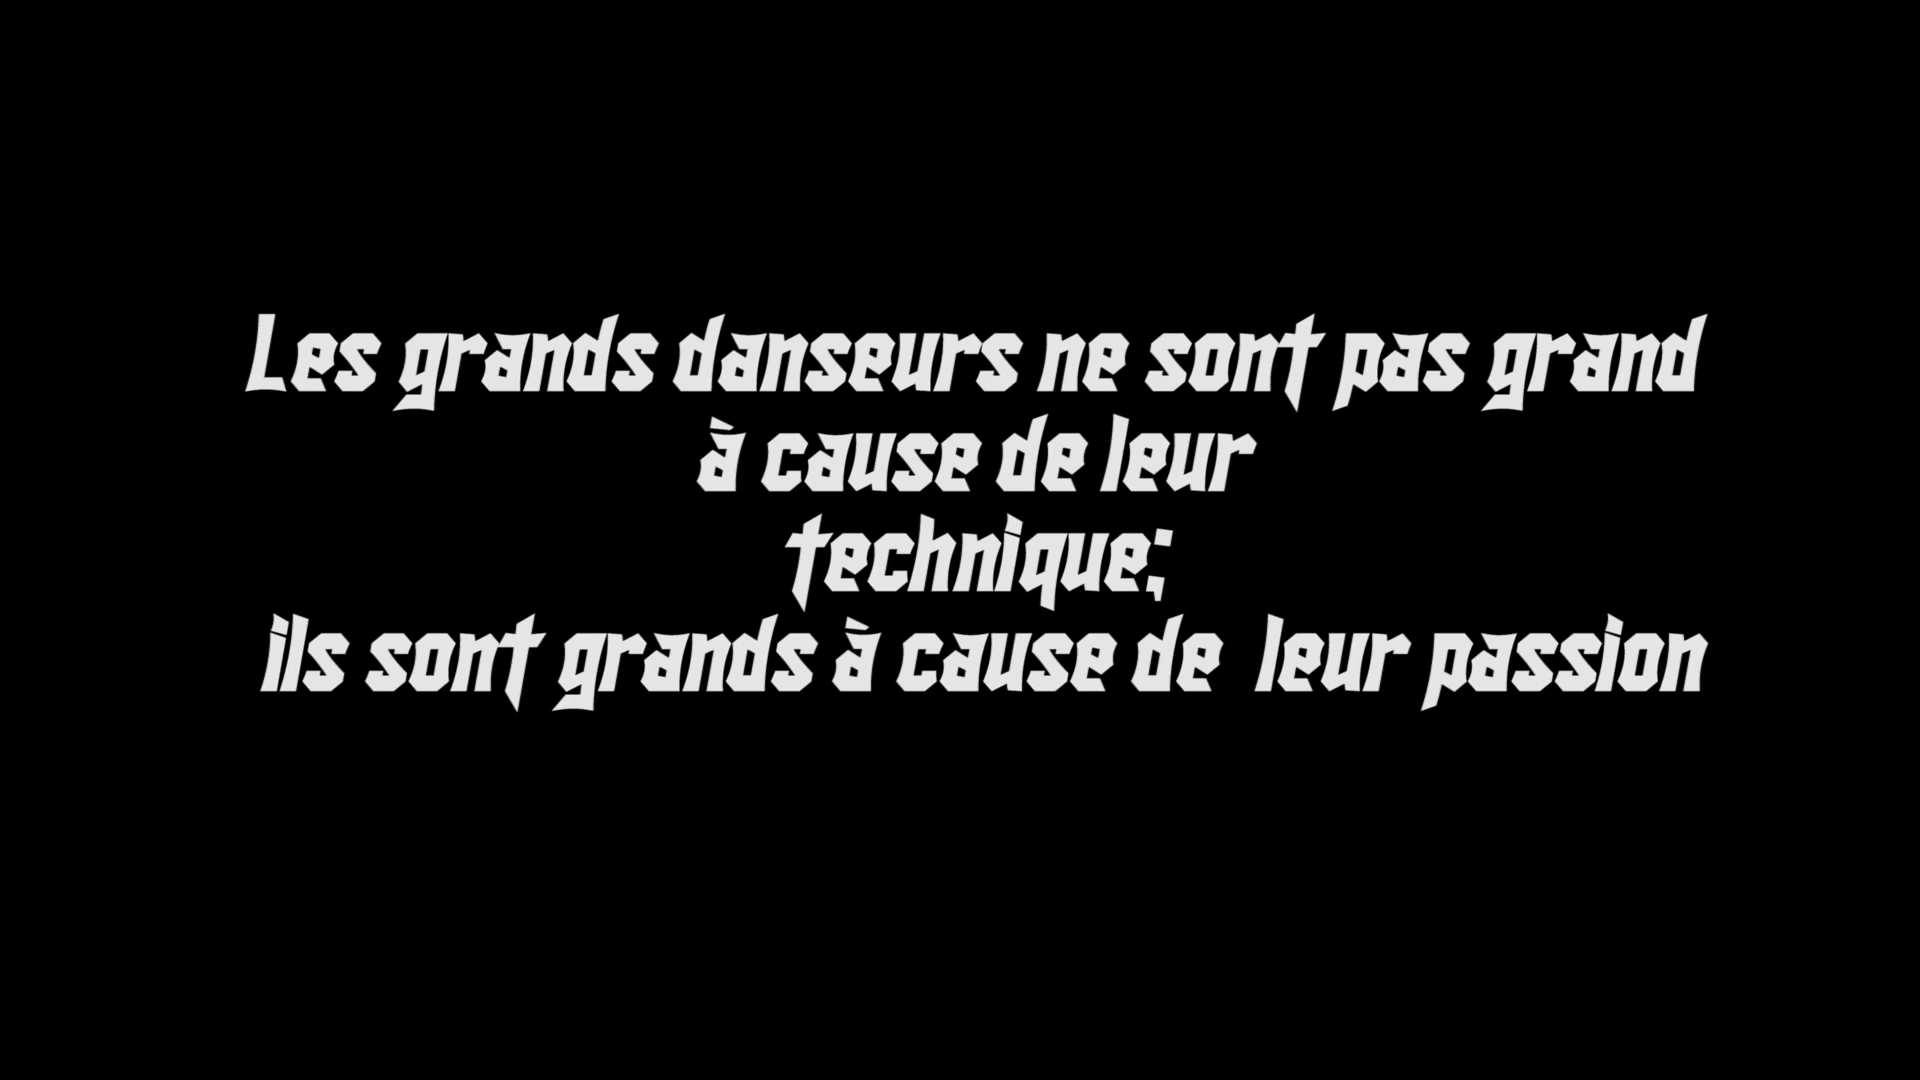 Les grands danseurs ne sont pas grand
à cause de leur
technique;
ils sont grands à cause de leur passion